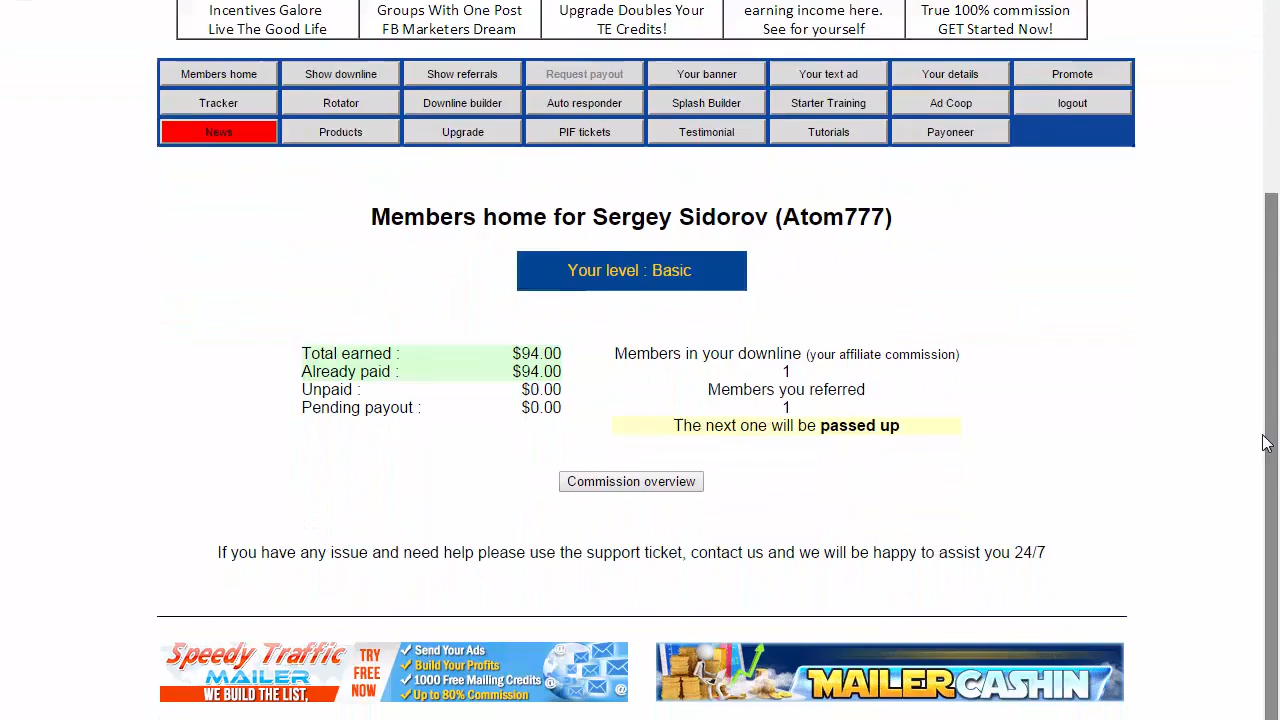 Incentives Galore
Live The Good Life
Groups With One Post
FB Marketers Dream
Upgrade Doubles Your
TE Credits!
earning income here.
See for yourself
True 100% commission
GET Started Now!
Members home Show downline Show referrals Request payout Your banner Your text ad Your details Promote
Tracker Rotator Downline builder Auto responder Splash Builder Starter Training Ad Coop logout
News Products Upgrade PIF tickets Testimonial Tutorials Payoneer
Members home for Sergey Sidorov (Atom777)
Your level : Basic
Total earned : $94.00
Already paid : $94.00
Unpaid : $0.00
Pending payout : $0.00
Members in your downline (your affiliate commission)
1
Members you referred
1
The next one will be passed up
Commission overview
If you have any issue and need help please use the support ticket, contact us and we will be happy to assist you 24/7
Speedy Traffic
MAILER
WE BUILD THE LIST,
TRY
FREE
NOW
Send Your Ads
Build Your Profits
1000 Free Mailing Credits
Up to 80% Commission
MAILERCASHIN